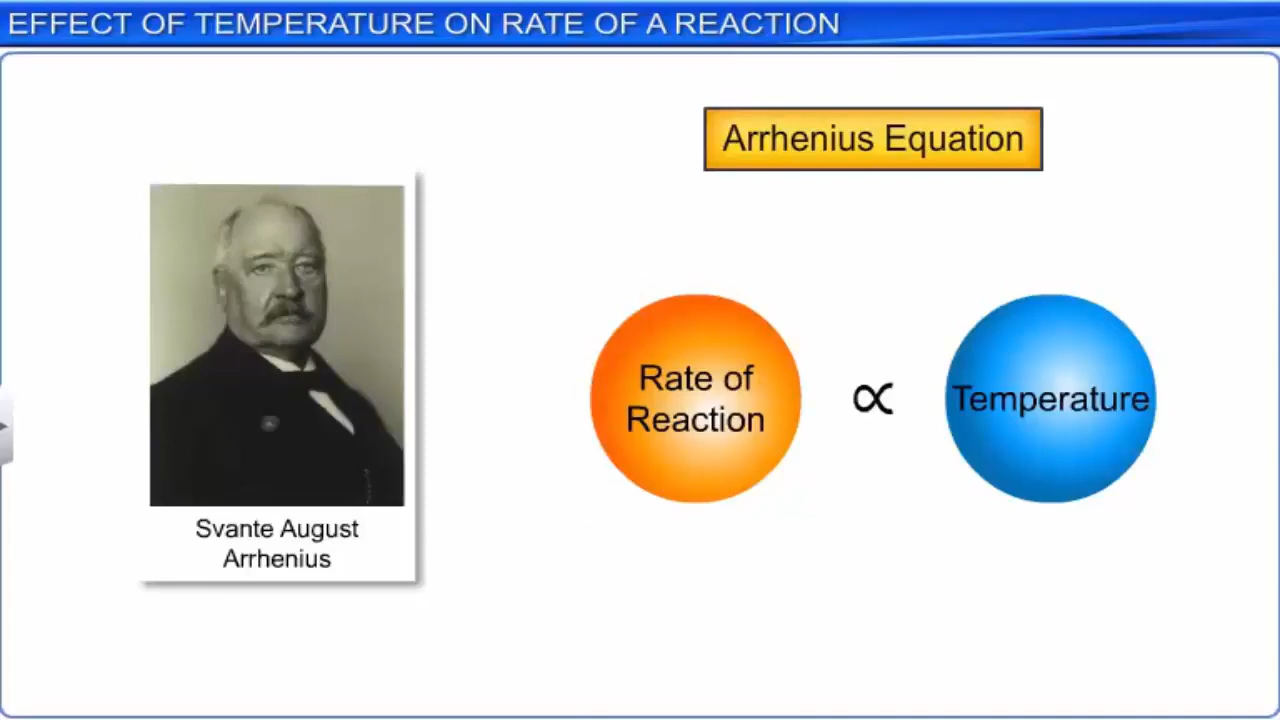 EFFECT OF TEMPERATURE ON RATE OF A REACTION
Arrhenius Equation
Rate of
Reaction
∝
Temperature
Svante August
Arrhenius